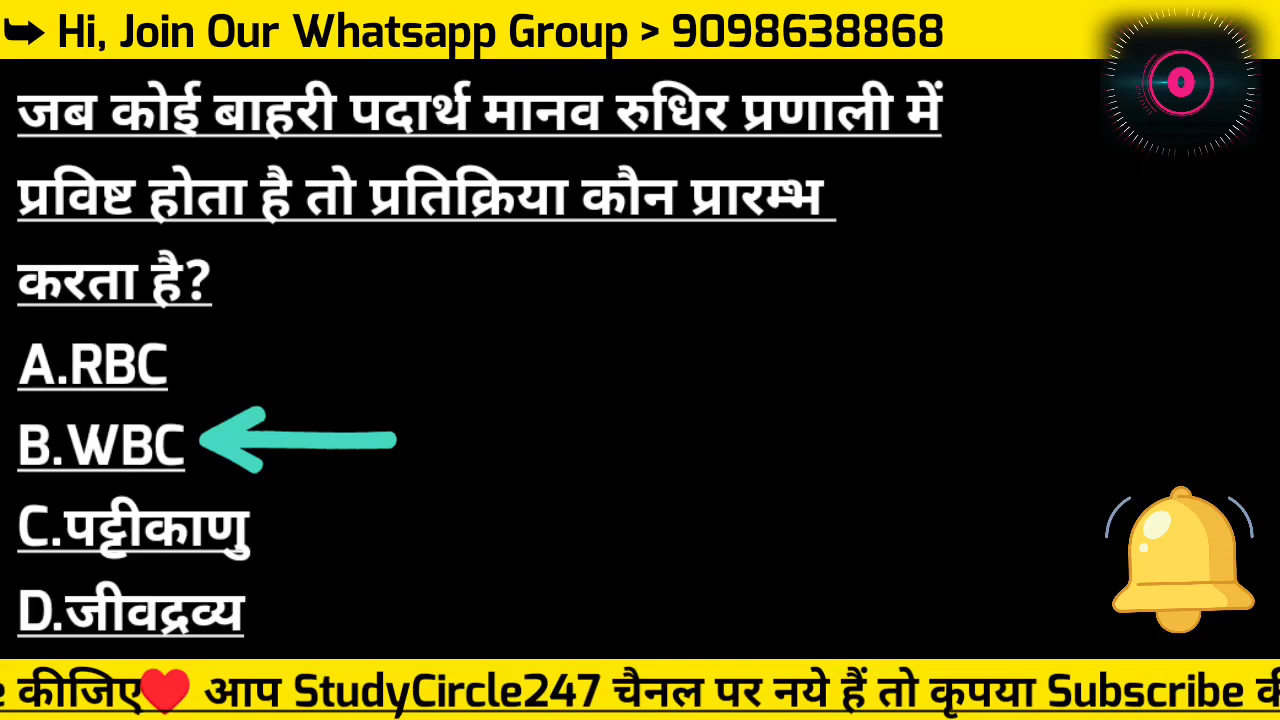 ➥ Hi, Join Our Whatsapp Group > 9098638868
0
जब कोई बाहरी पदार्थ मानव रुधिर प्रणाली में
प्रविष्ट होता है तो प्रतिक्रिया कौन प्रारम्भ
करता है?
A.RBC
B.WBC
C.पट्टीकाणु
D.जीवद्रव्य
e कीजिए❤️ आप StudyCircle247 चैनल पर नये हैं तो कृपया Subscribe की